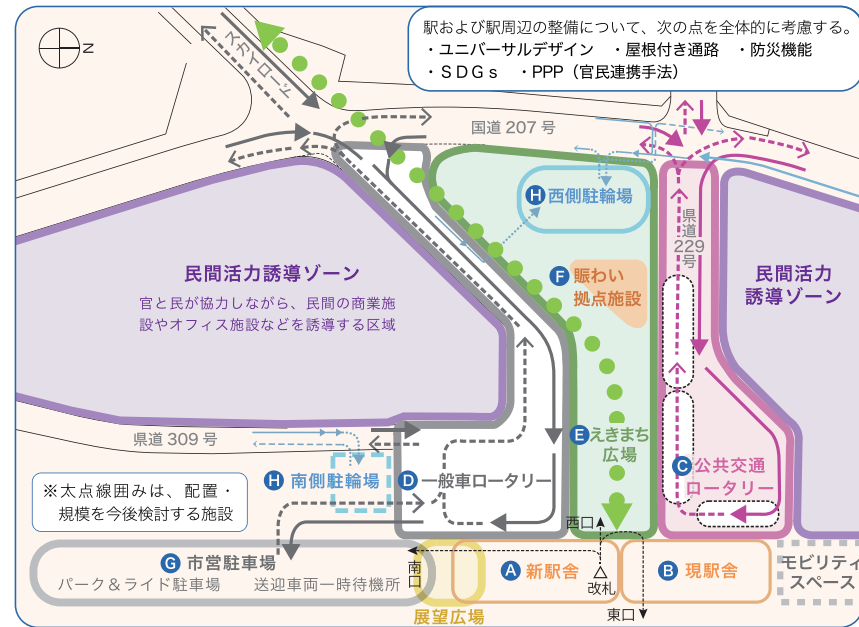 駅および駅周辺の整備について、次の点を全体的に考慮する。
・ユニバーサルデザイン ・屋根付き通路 ・防災機能
・SDGs ・PPP（官民連携手法）
N
スカイロード
国道 207 号
H 西側駐輪場
県道
229
号
民間活力誘導ゾーン
官と民が協力しながら、民間の商業施
設やオフィス施設などを誘導する区域
F 賑わい
拠点施設
民間活力
誘導ゾーン
県道 309 号
E えきまち
広場
C 公共交通
ロータリー
H 南側駐輪場
D 一般車ロータリー
※太点線囲みは、配置・
規模を今後検討する施設
西口
G 市営駐車場
パーク＆ライド駐車場 送迎車両一時待機所
南口
A 新駅舎
改札
B 現駅舎
モビリティ
スペース
展望広場
東口